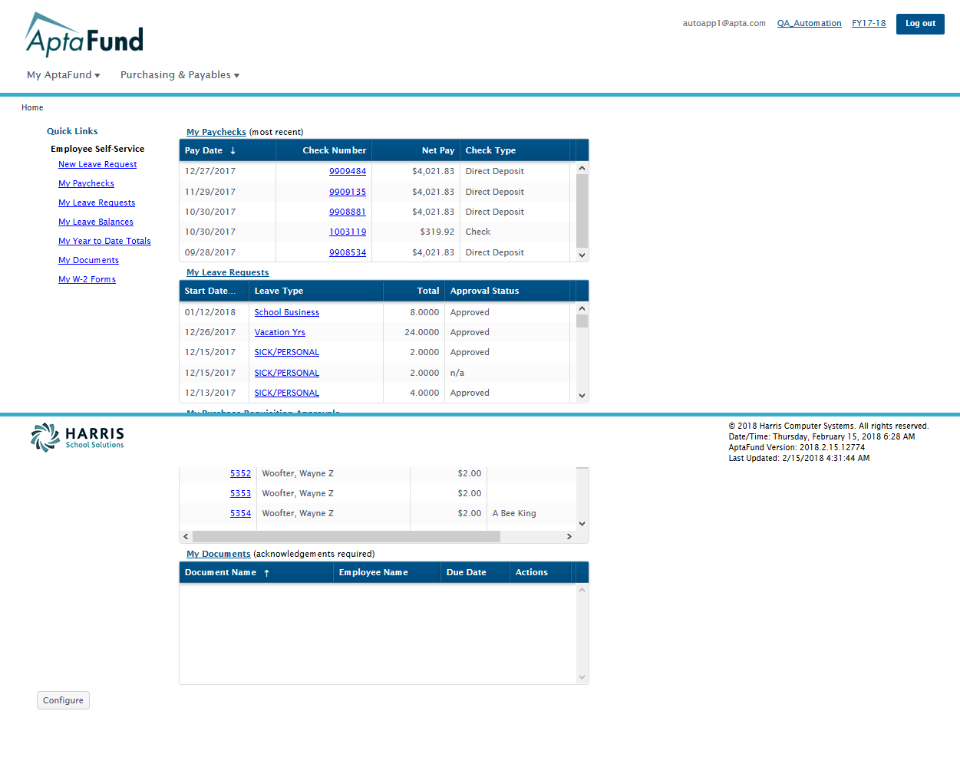 AptaFund
autoapp1@apta.com QA_Automation FY17-18 Log out
My AptaFund Purchasing & Payables
Home
Quick Links
Employee Self-Service
New Leave Request
My Paychecks
My Leave Requests
My Leave Balances
My Year to Date Totals
My Documents
My W-2 Forms
My Paychecks (most recent)
Pay Date ↓ Check Number Net Pay Check Type
12/27/2017 9909484 $4,021.83 Direct Deposit
11/29/2017 9909135 $4,021.83 Direct Deposit
10/30/2017 9908881 $4,021.83 Direct Deposit
10/30/2017 1003119 $319.92 Check
09/28/2017 9908534 $4,021.83 Direct Deposit
My Leave Requests
Start Date... Leave Type Total Approval Status
01/12/2018 School Business 8.0000 Approved
12/26/2017 Vacation Yrs 24.0000 Approved
12/15/2017 SICK/PERSONAL 2.0000 Approved
12/15/2017 SICK/PERSONAL 2.0000 n/a
12/13/2017 SICK/PERSONAL 4.0000 Approved
My Purchase Requisition Approvals
HARRIS
School Solutions
© 2018 Harris Computer Systems. All rights reserved.
Date/Time: Thursday, February 15, 2018 6:28 AM
AptaFund Version: 2018.2.15.12774
Last Updated: 2/15/2018 4:31:44 AM
5352 Woofter, Wayne Z $2.00
5353 Woofter, Wayne Z $2.00
5354 Woofter, Wayne Z $2.00 A Bee King
My Documents (acknowledgements required)
Document Name ↑ Employee Name Due Date Actions
Configure